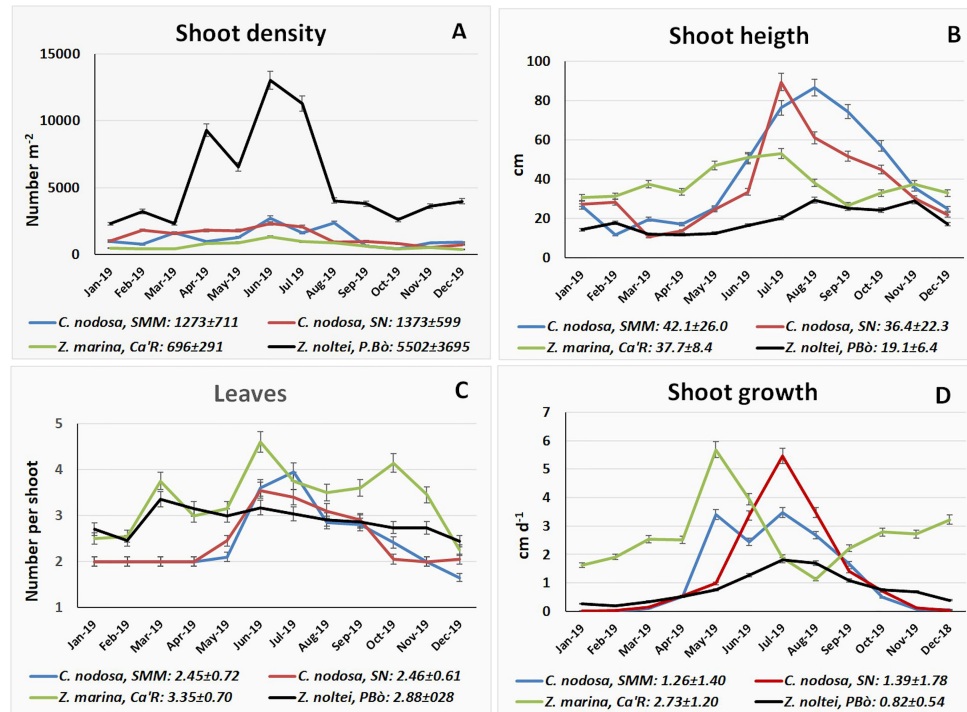 Shoot density
A
Number m⁻²
15000
10000
5000
0
Jan-19
Feb-19
Mar-19
Apr-19
May-19
Jun-19
Jul-19
Aug-19
Sep-19
Oct-19
Nov-19
Dec-19
C. nodosa, SMM: 1273±711
C. nodosa, SN: 1373±599
Z. marina, Ca'R: 696±291
Z. noltei, P.Bò: 5502±3695
Shoot heigth
B
cm
100
80
60
40
20
0
Jan-19
Feb-19
Mar-19
Apr-19
May-19
Jun-19
Jul-19
Aug-19
Sep-19
Oct-19
Nov-19
Dec-19
C. nodosa, SMM: 42.1±26.0
C. nodosa, SN: 36.4±22.3
Z. marina, Ca'R: 37.7±8.4
Z. noltei, PBò: 19.1±6.4
Leaves
C
Number per shoot
5
4
3
2
1
Jan-19
Feb-19
Mar-19
Apr-19
May-19
Jun-19
Jul-19
Aug-19
Sep-19
Oct-19
Nov-19
Dec-19
C. nodosa, SMM: 2.45±0.72
C. nodosa, SN: 2.46±0.61
Z. marina, Ca'R: 3.35±0.70
Z. noltei, PBò: 2.88±028
Shoot growth
D
cm d⁻¹
7
6
5
4
3
2
1
0
Jan-19
Feb-19
Mar-19
Apr-19
May-19
Jun-19
Jul-19
Aug-19
Sep-19
Oct-19
Nov-19
Dec-18
C. nodosa, SMM: 1.26±1.40
C. nodosa, SN: 1.39±1.78
Z. marina, Ca'R: 2.73±1.20
Z. noltei, PBò: 0.82±0.54